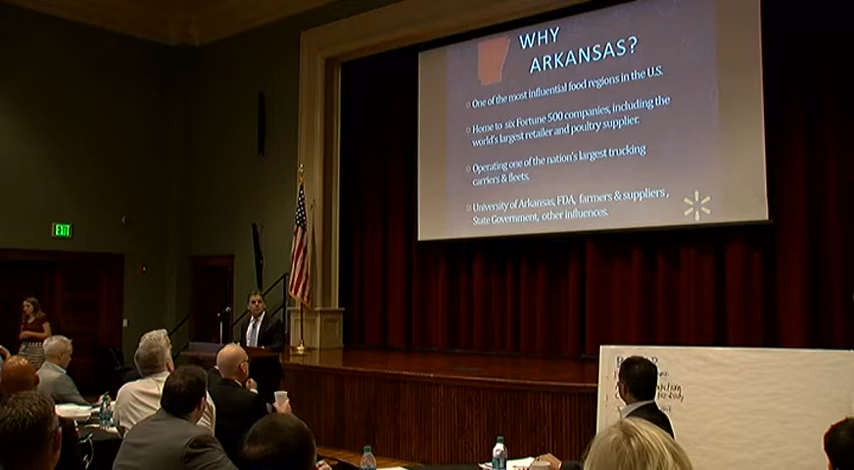 WHY
ARKANSAS?
One of the most influential food regions in the U.S.
Home to six Fortune 500 companies, including the
world's largest retailer and poultry supplier.
Operating one of the nation's largest trucking
carriers & fleets.
University of Arkansas, FDA, farmers & suppliers,
State Government, other influences.
EXIT